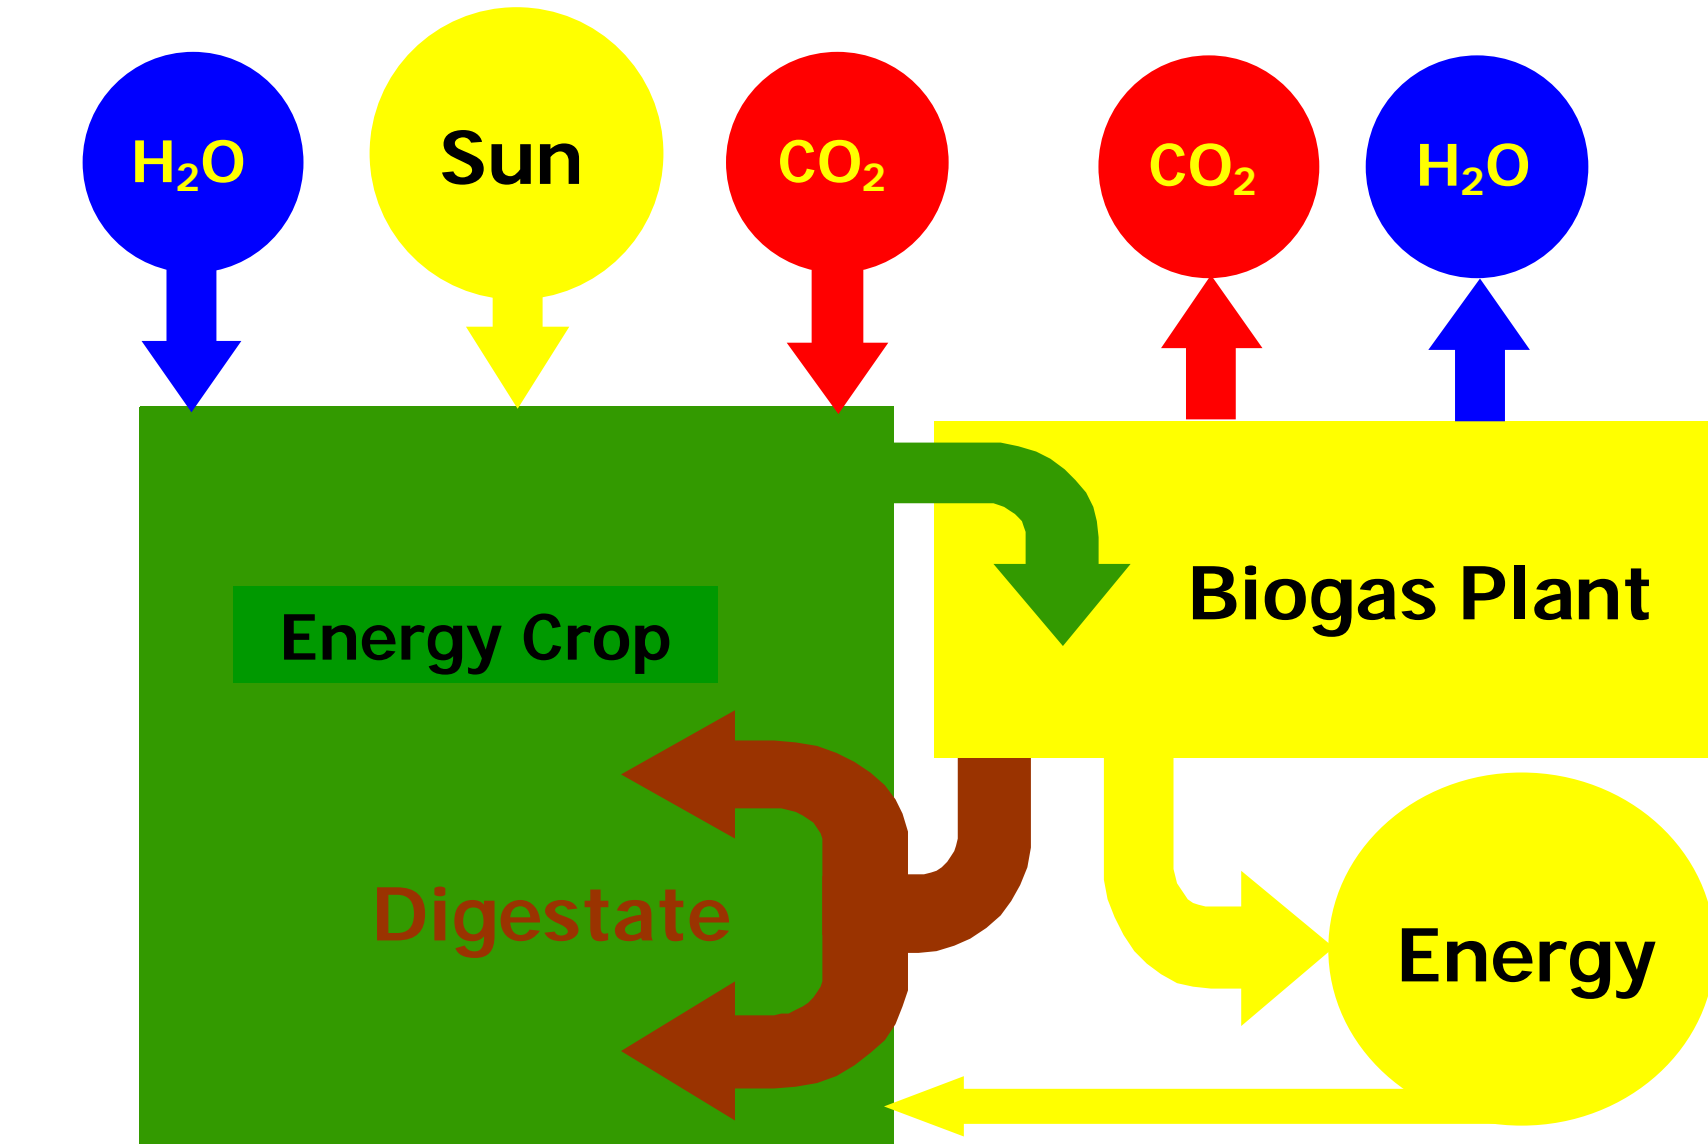 H₂O
Sun
CO₂
CO₂
H₂O
Biogas Plant
Energy Crop
Digestate
Energy